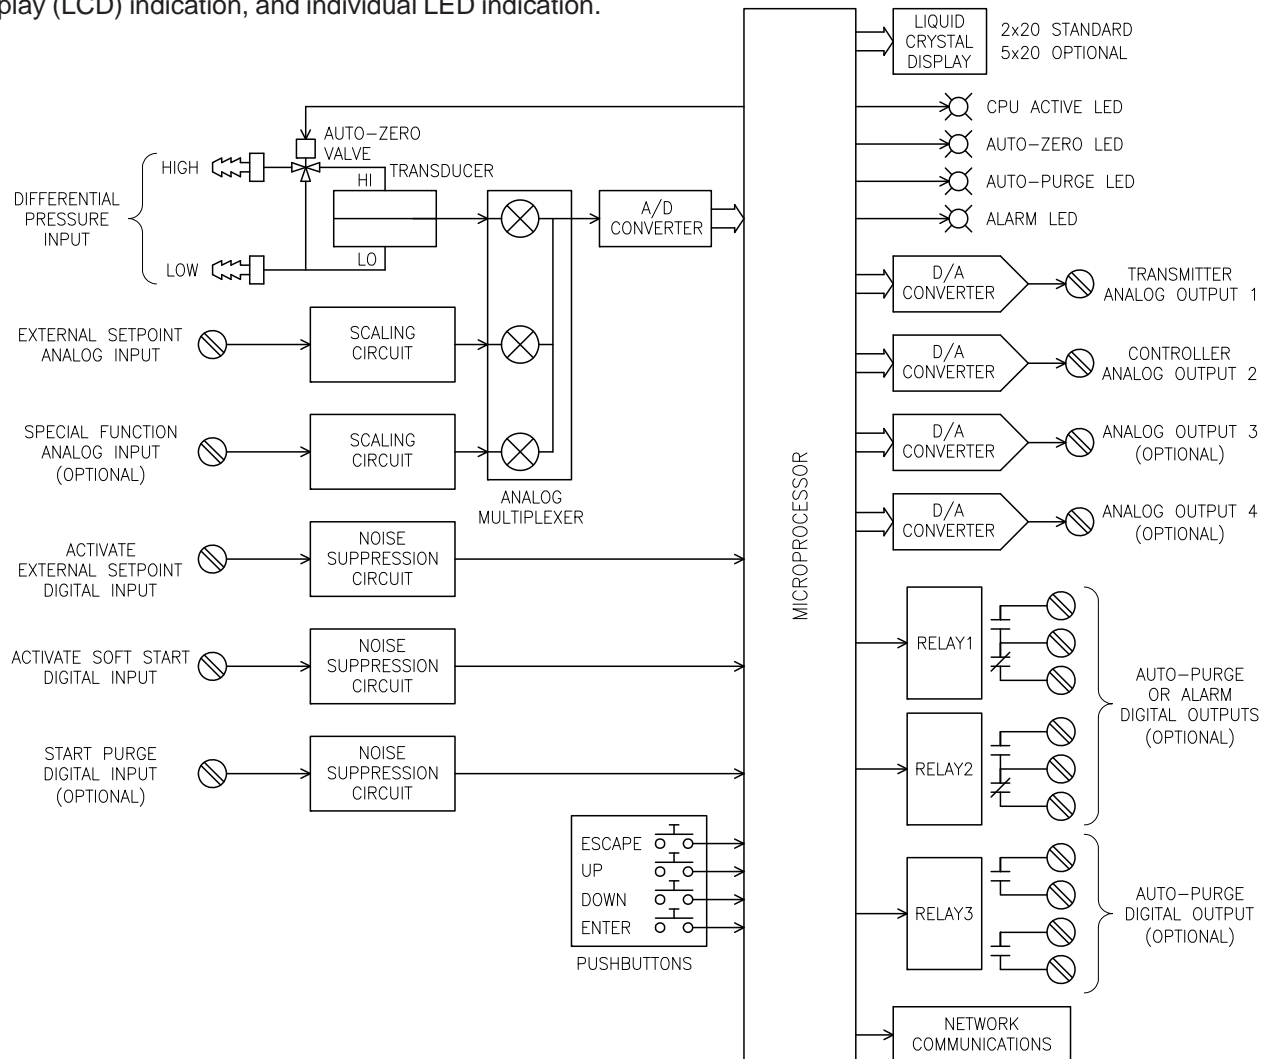 play (LCD) indication, and individual LED indication.
LIQUID
CRYSTAL
DISPLAY
2x20 STANDARD
5x20 OPTIONAL
CPU ACTIVE LED
AUTO-ZERO LED
AUTO-PURGE LED
ALARM LED
AUTO-ZERO
VALVE
HIGH
HI
TRANSDUCER
DIFFERENTIAL
PRESSURE
INPUT
LOW
LO
A/D
CONVERTER
D/A
CONVERTER
TRANSMITTER
ANALOG OUTPUT 1
EXTERNAL SETPOINT
ANALOG INPUT
SCALING
CIRCUIT
D/A
CONVERTER
CONTROLLER
ANALOG OUTPUT 2
SPECIAL FUNCTION
ANALOG INPUT
(OPTIONAL)
SCALING
CIRCUIT
D/A
CONVERTER
ANALOG OUTPUT 3
(OPTIONAL)
ANALOG
MULTIPLEXER
D/A
CONVERTER
ANALOG OUTPUT 4
(OPTIONAL)
MICROPROCESSOR
ACTIVATE
EXTERNAL SETPOINT
DIGITAL INPUT
NOISE
SUPPRESSION
CIRCUIT
ACTIVATE SOFT START
DIGITAL INPUT
NOISE
SUPPRESSION
CIRCUIT
RELAY1
AUTO-PURGE
OR ALARM
DIGITAL OUTPUTS
(OPTIONAL)
START PURGE
DIGITAL INPUT
(OPTIONAL)
NOISE
SUPPRESSION
CIRCUIT
RELAY2
ESCAPE
UP
DOWN
ENTER
PUSHBUTTONS
RELAY3
AUTO-PURGE
DIGITAL OUTPUT
(OPTIONAL)
NETWORK
COMMUNICATIONS